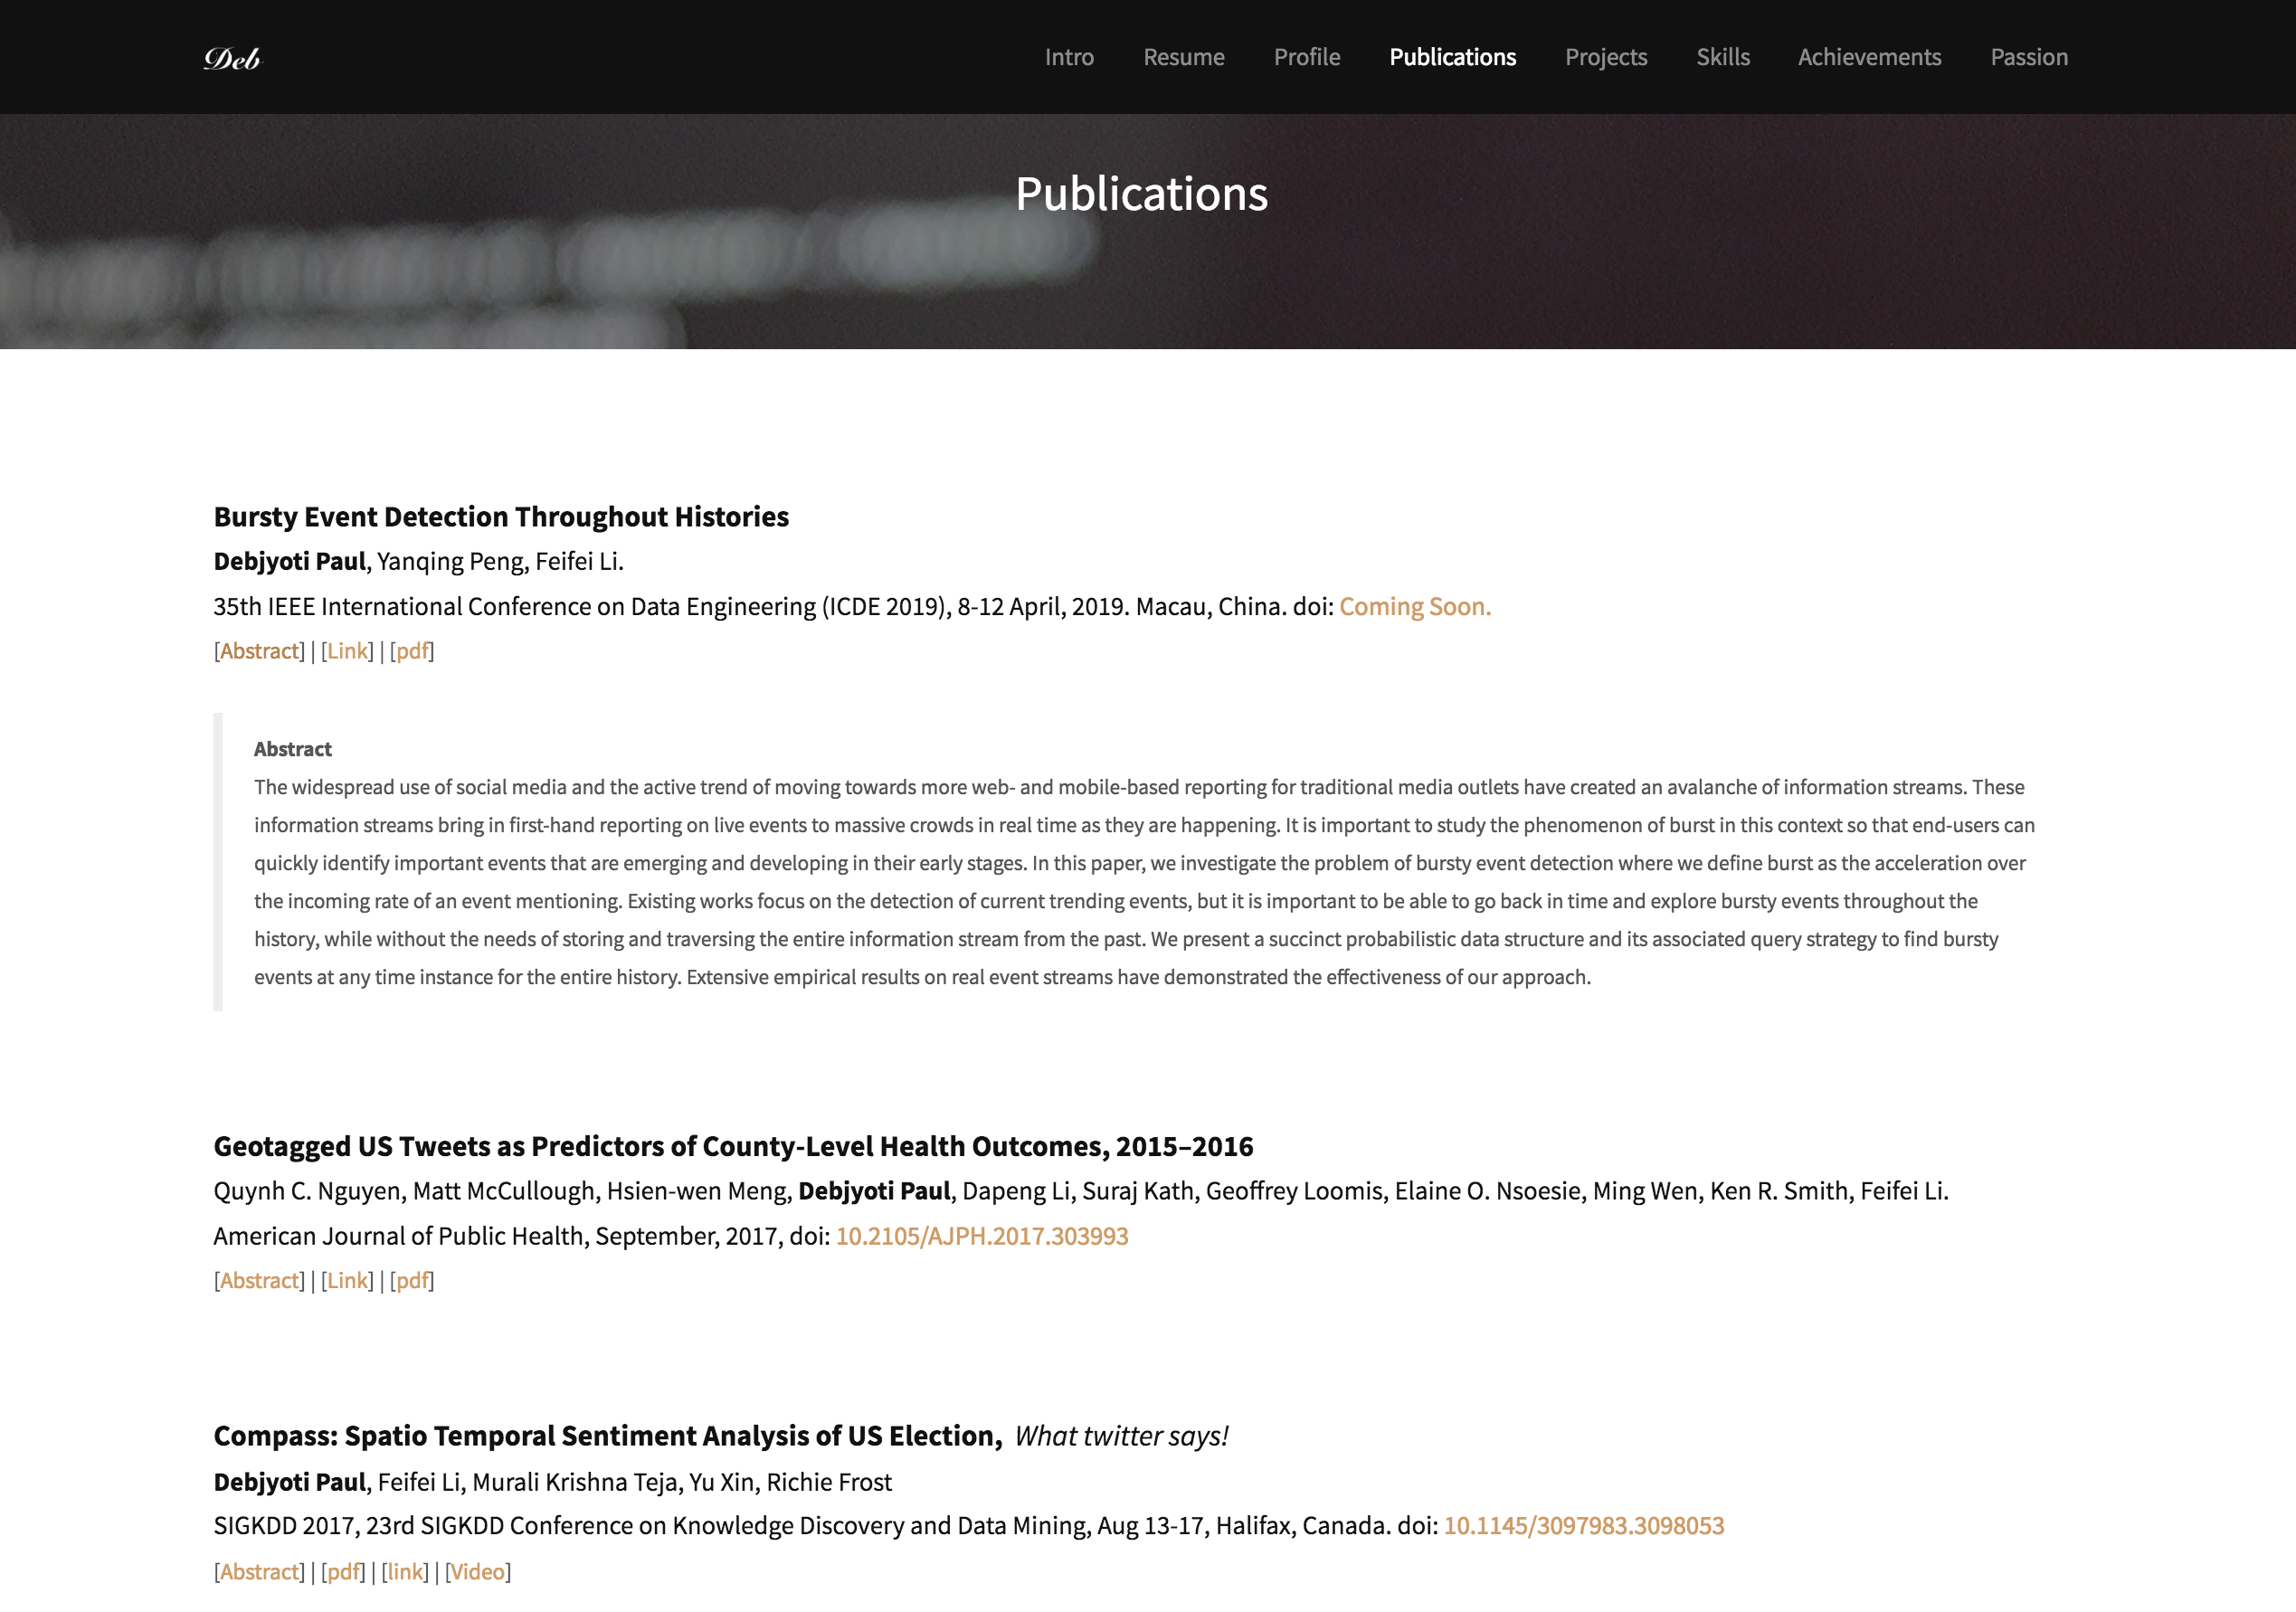 Deb
Intro Resume Profile Publications Projects Skills Achievements Passion
Publications
Bursty Event Detection Throughout Histories
Debjyoti Paul, Yanqing Peng, Feifei Li.
35th IEEE International Conference on Data Engineering (ICDE 2019), 8-12 April, 2019. Macau, China. doi: Coming Soon.
[Abstract] | [Link] | [pdf]
Abstract
The widespread use of social media and the active trend of moving towards more web- and mobile-based reporting for traditional media outlets have created an avalanche of information streams. These
information streams bring in first-hand reporting on live events to massive crowds in real time as they are happening. It is important to study the phenomenon of burst in this context so that end-users can
quickly identify important events that are emerging and developing in their early stages. In this paper, we investigate the problem of bursty event detection where we define burst as the acceleration over
the incoming rate of an event mentioning. Existing works focus on the detection of current trending events, but it is important to be able to go back in time and explore bursty events throughout the
history, while without the needs of storing and traversing the entire information stream from the past. We present a succinct probabilistic data structure and its associated query strategy to find bursty
events at any time instance for the entire history. Extensive empirical results on real event streams have demonstrated the effectiveness of our approach.
Geotagged US Tweets as Predictors of County-Level Health Outcomes, 2015–2016
Quynh C. Nguyen, Matt McCullough, Hsien-wen Meng, Debjyoti Paul, Dapeng Li, Suraj Kath, Geoffrey Loomis, Elaine O. Nsoesie, Ming Wen, Ken R. Smith, Feifei Li.
American Journal of Public Health, September, 2017, doi: 10.2105/AJPH.2017.303993
[Abstract] | [Link] | [pdf]
Compass: Spatio Temporal Sentiment Analysis of US Election, What twitter says!
Debjyoti Paul, Feifei Li, Murali Krishna Teja, Yu Xin, Richie Frost
SIGKDD 2017, 23rd SIGKDD Conference on Knowledge Discovery and Data Mining, Aug 13-17, Halifax, Canada. doi: 10.1145/3097983.3098053
[Abstract] | [pdf] | [link] | [Video]